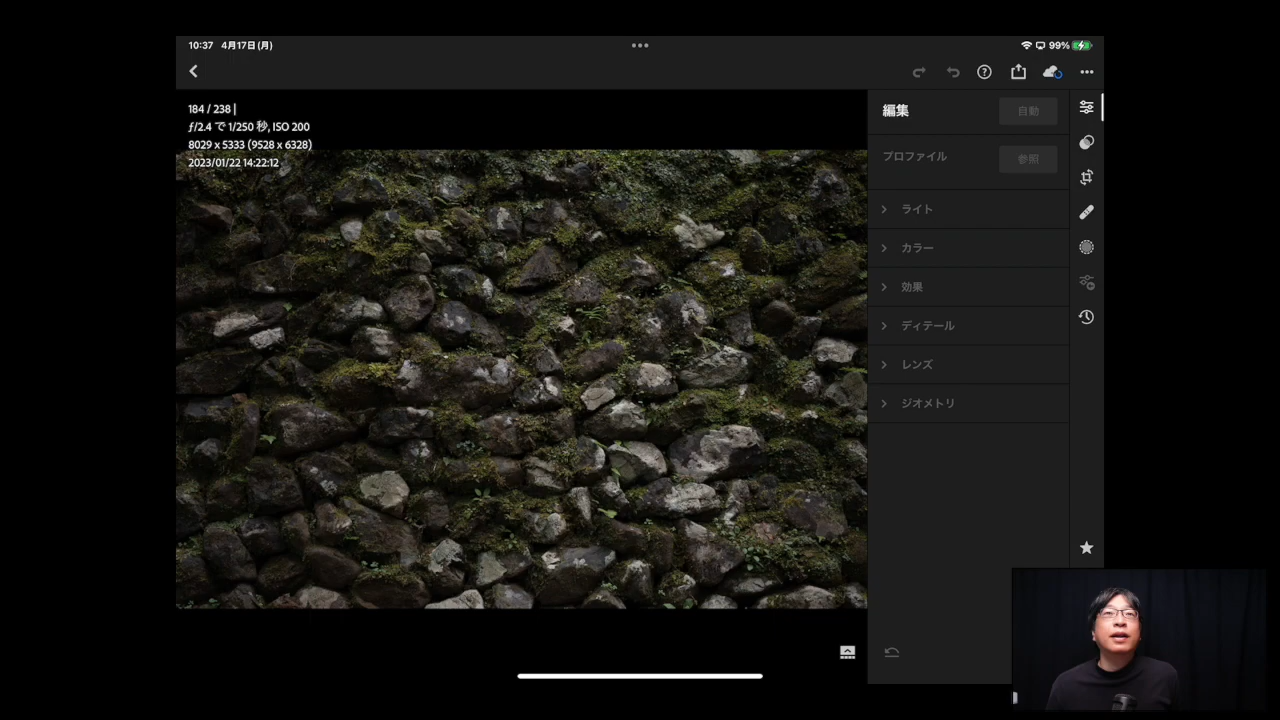 10:37 4月17日(月)
99%
184 / 238 |
ƒ/2.4 で 1/250 秒, ISO 200
8029 x 5333 (9528 x 6328)
2023/01/22 14:22:12
編集
自動
プロファイル
参照
ライト
カラー
効果
ディテール
レンズ
ジオメトリ